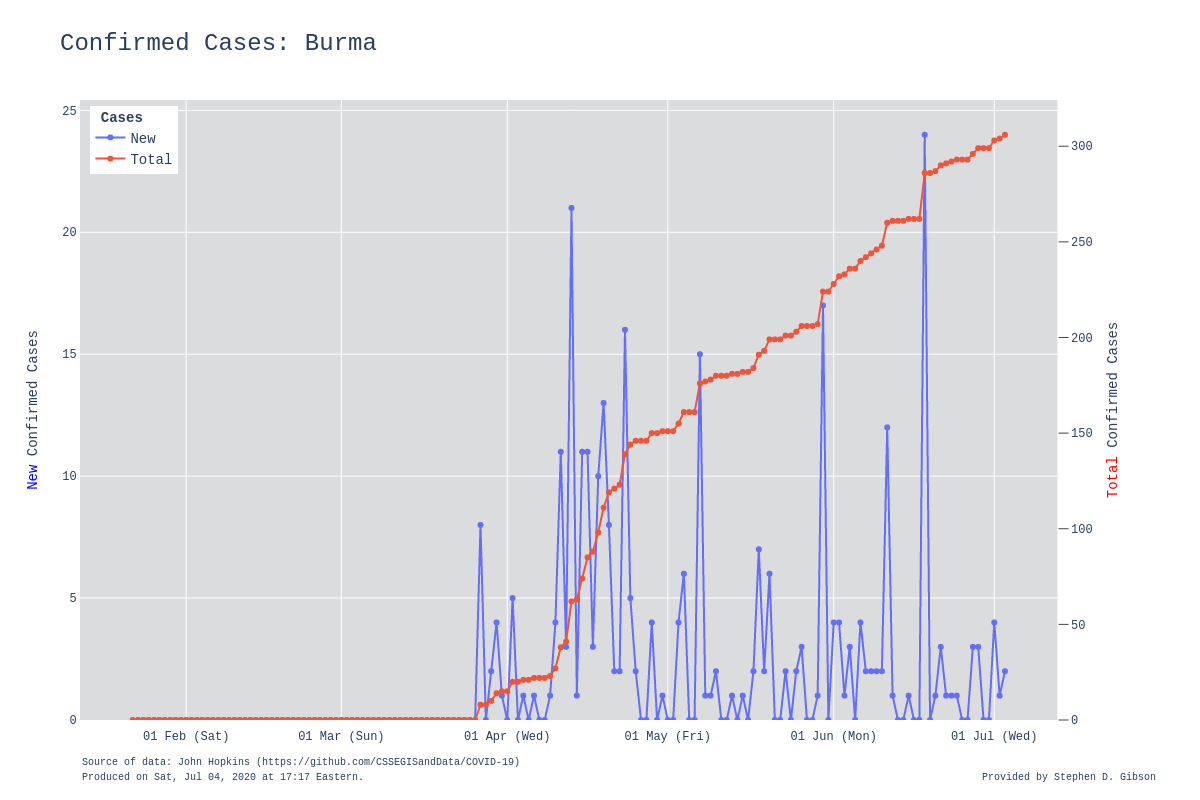 Confirmed Cases: Burma
Cases
New
Total
25
20
15
10
5
0
300
250
200
150
100
50
0
New Confirmed Cases
Total Confirmed Cases
01 Feb (Sat)
01 Mar (Sun)
01 Apr (Wed)
01 May (Fri)
01 Jun (Mon)
01 Jul (Wed)
Source of data: John Hopkins (https://github.com/CSSEGISandData/COVID-19)
Produced on Sat, Jul 04, 2020 at 17:17 Eastern.
Provided by Stephen D. Gibson